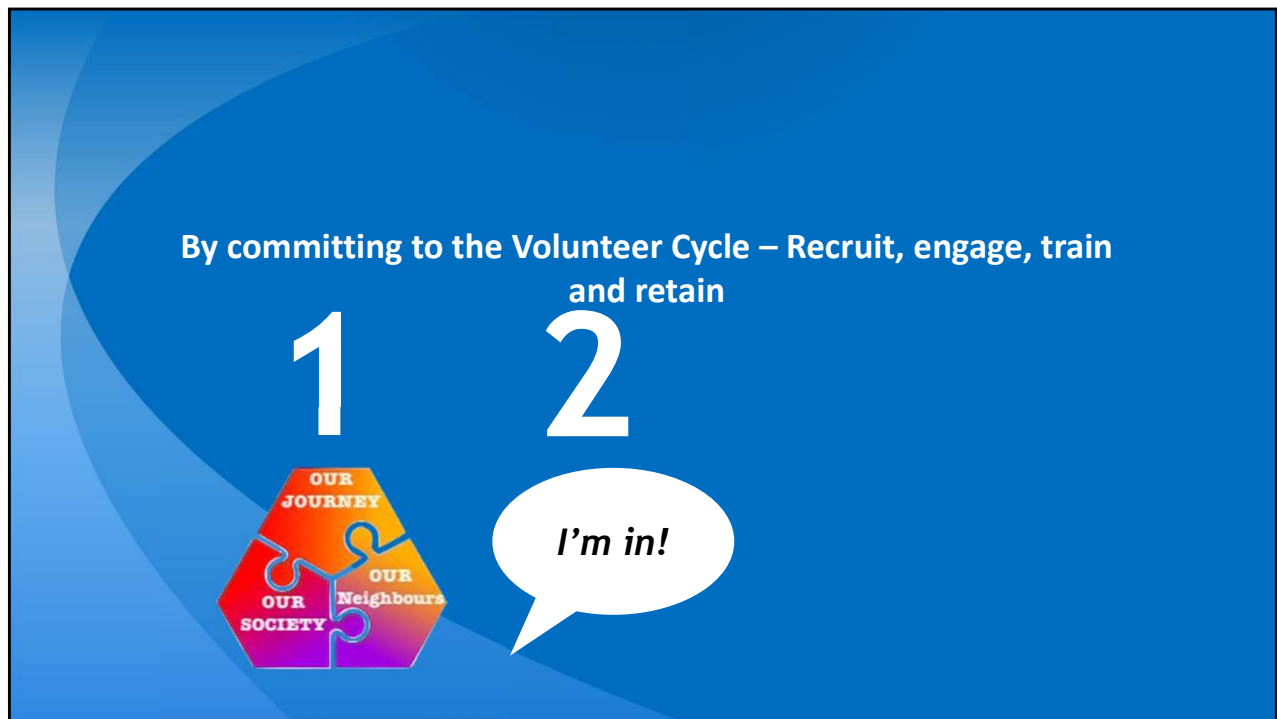 By committing to the Volunteer Cycle – Recruit, engage, train
and retain
1 2
OUR
JOURNEY
OUR
Neighbours
OUR
SOCIETY
I'm in!